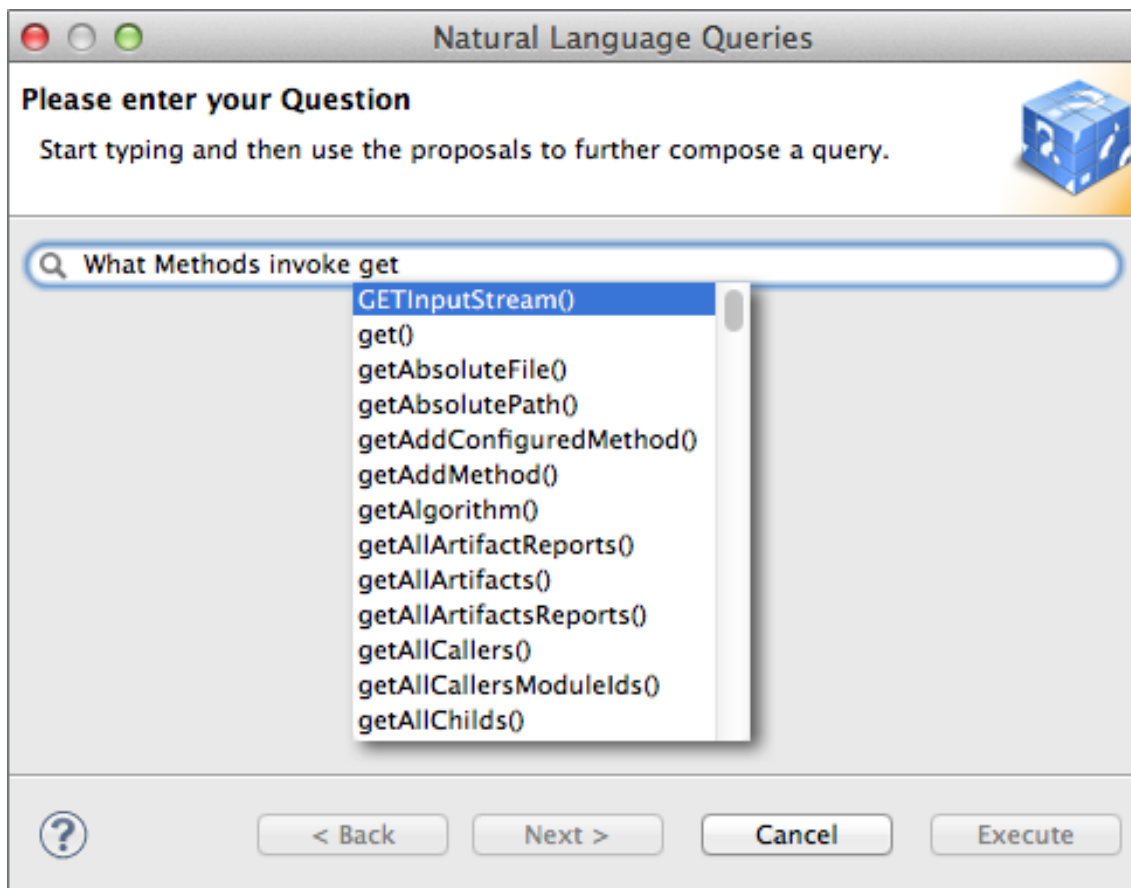 Natural Language Queries
Please enter your Question
Start typing and then use the proposals to further compose a query.
What Methods invoke get
GETInputStream()
get()
getAbsoluteFile()
getAbsolutePath()
getAddConfiguredMethod()
getAddMethod()
getAlgorithm()
getAllArtifactReports()
getAllArtifacts()
getAllArtifactsReports()
getAllCallers()
getAllCallersModuleIds()
getAllChilds()
? < Back Next > Cancel Execute